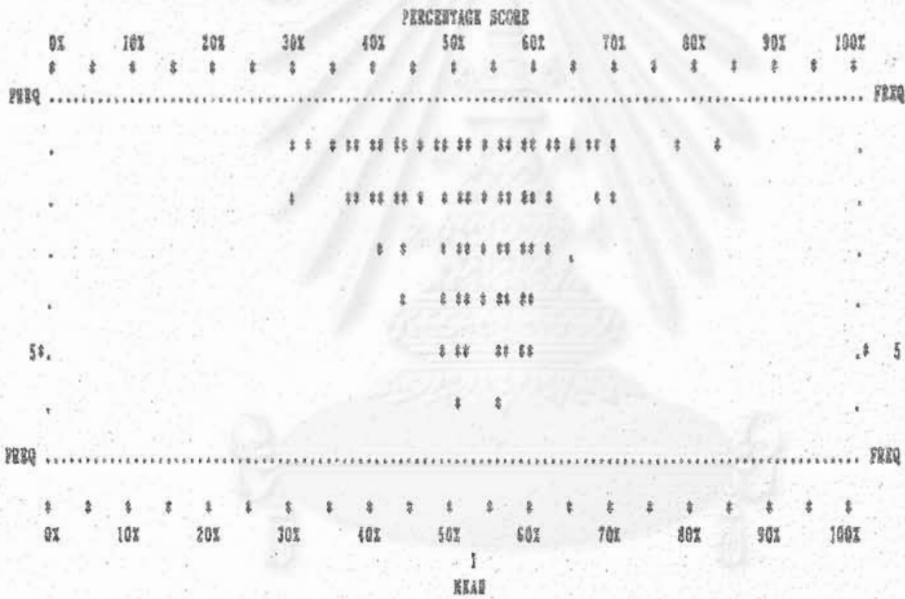 PERCENTAGE SCORE
0% 10% 20% 30% 40% 50% 60% 70% 80% 90% 100%
* * * * * * * * * * * * * * * * * * * * *
FREQ ..................................................................................................... FREQ
. * * * ** ** ** * ** ** * ** ** ** * ** * * * .
. * ** ** ** * * ** * ** ** * * * .
. * * * ** * ** ** * .
. * * ** * ** ** .
5*. * ** ** ** .* 5
. * * .
FREQ ..................................................................................................... FREQ
* * * * * * * * * * * * * * * * * * * * *
0% 10% 20% 30% 40% 50% 60% 70% 80% 90% 100%
I
MEAN